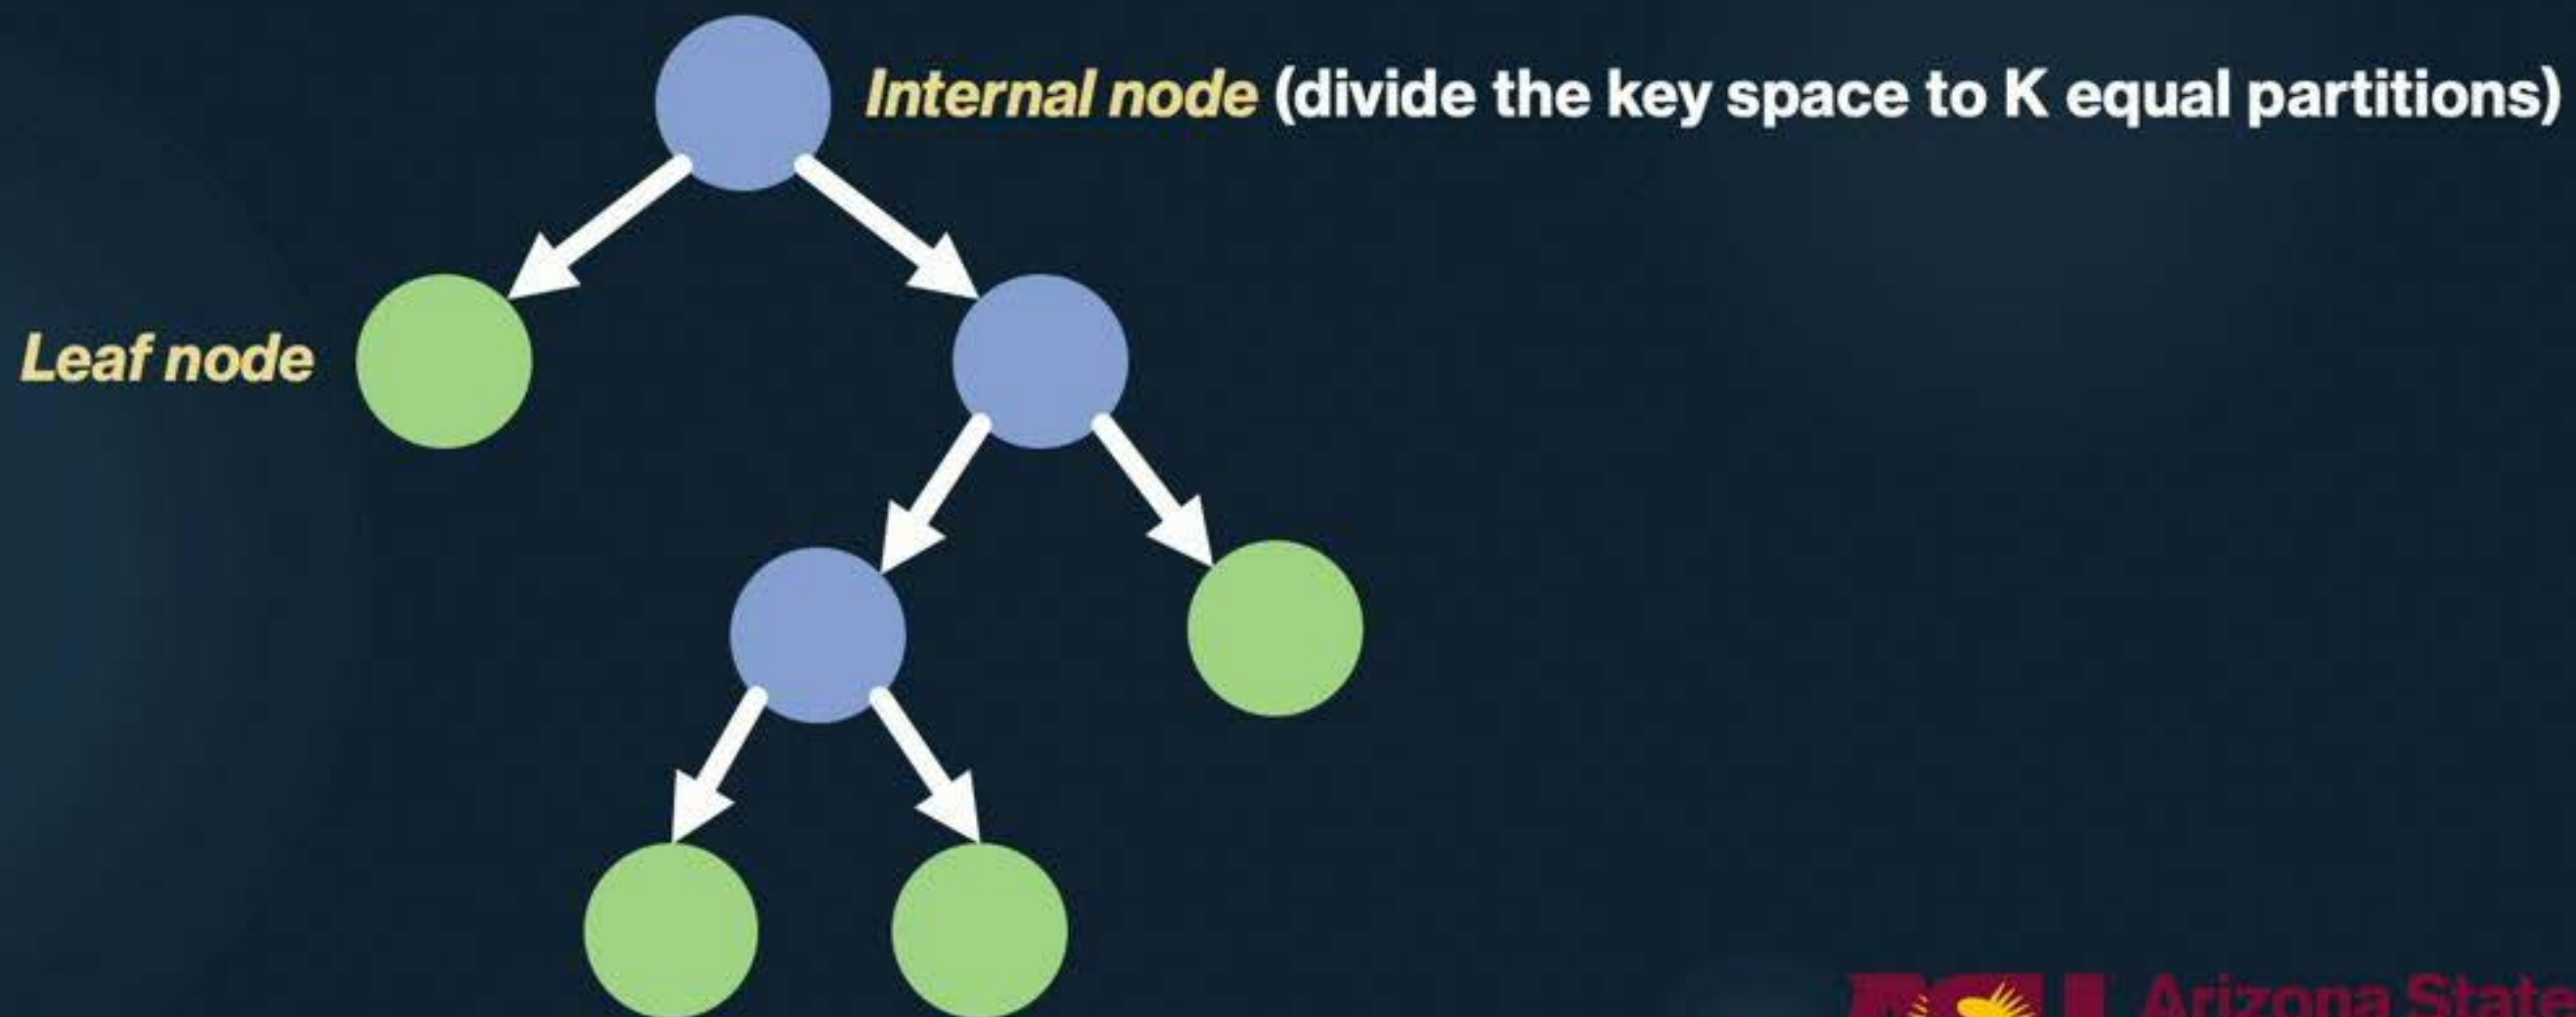 Internal node (divide the key space to K equal partitions)
Leaf node
Arizona State